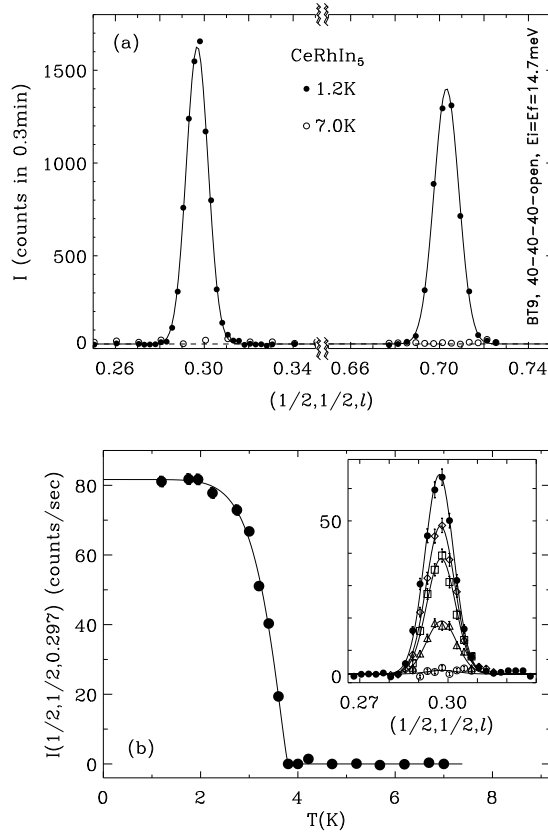 (a)
CeRhIn5
1.2K
7.0K
I (counts in 0.3min)
1500
1000
500
0
0.26 0.30 0.34 0.66 0.70 0.74
(1/2,1/2,l)
BT9, 40-40-40-open, Ei=Ef=14.7meV
(b)
I(1/2,1/2,0.297) (counts/sec)
80
60
40
20
0
0 2 4 6 8
T(K)
50
0
0.27 0.30
(1/2,1/2,l)